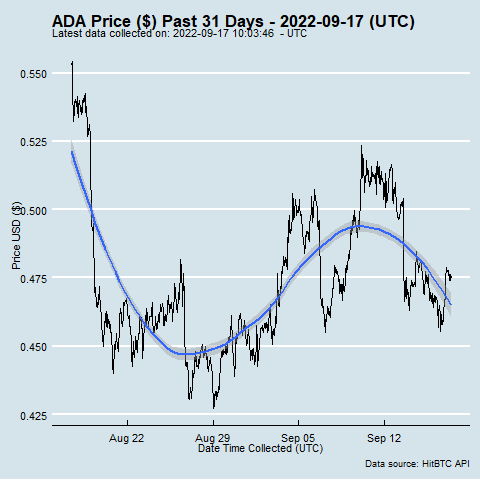 ADA Price ($) Past 31 Days - 2022-09-17 (UTC)
Latest data collected on: 2022-09-17 10:03:46  - UTC
0.550
0.525
0.500
0.475
0.450
0.425
Price USD ($)
Aug 22 Aug 29 Sep 05 Sep 12
Date Time Collected (UTC)
Data source: HitBTC API